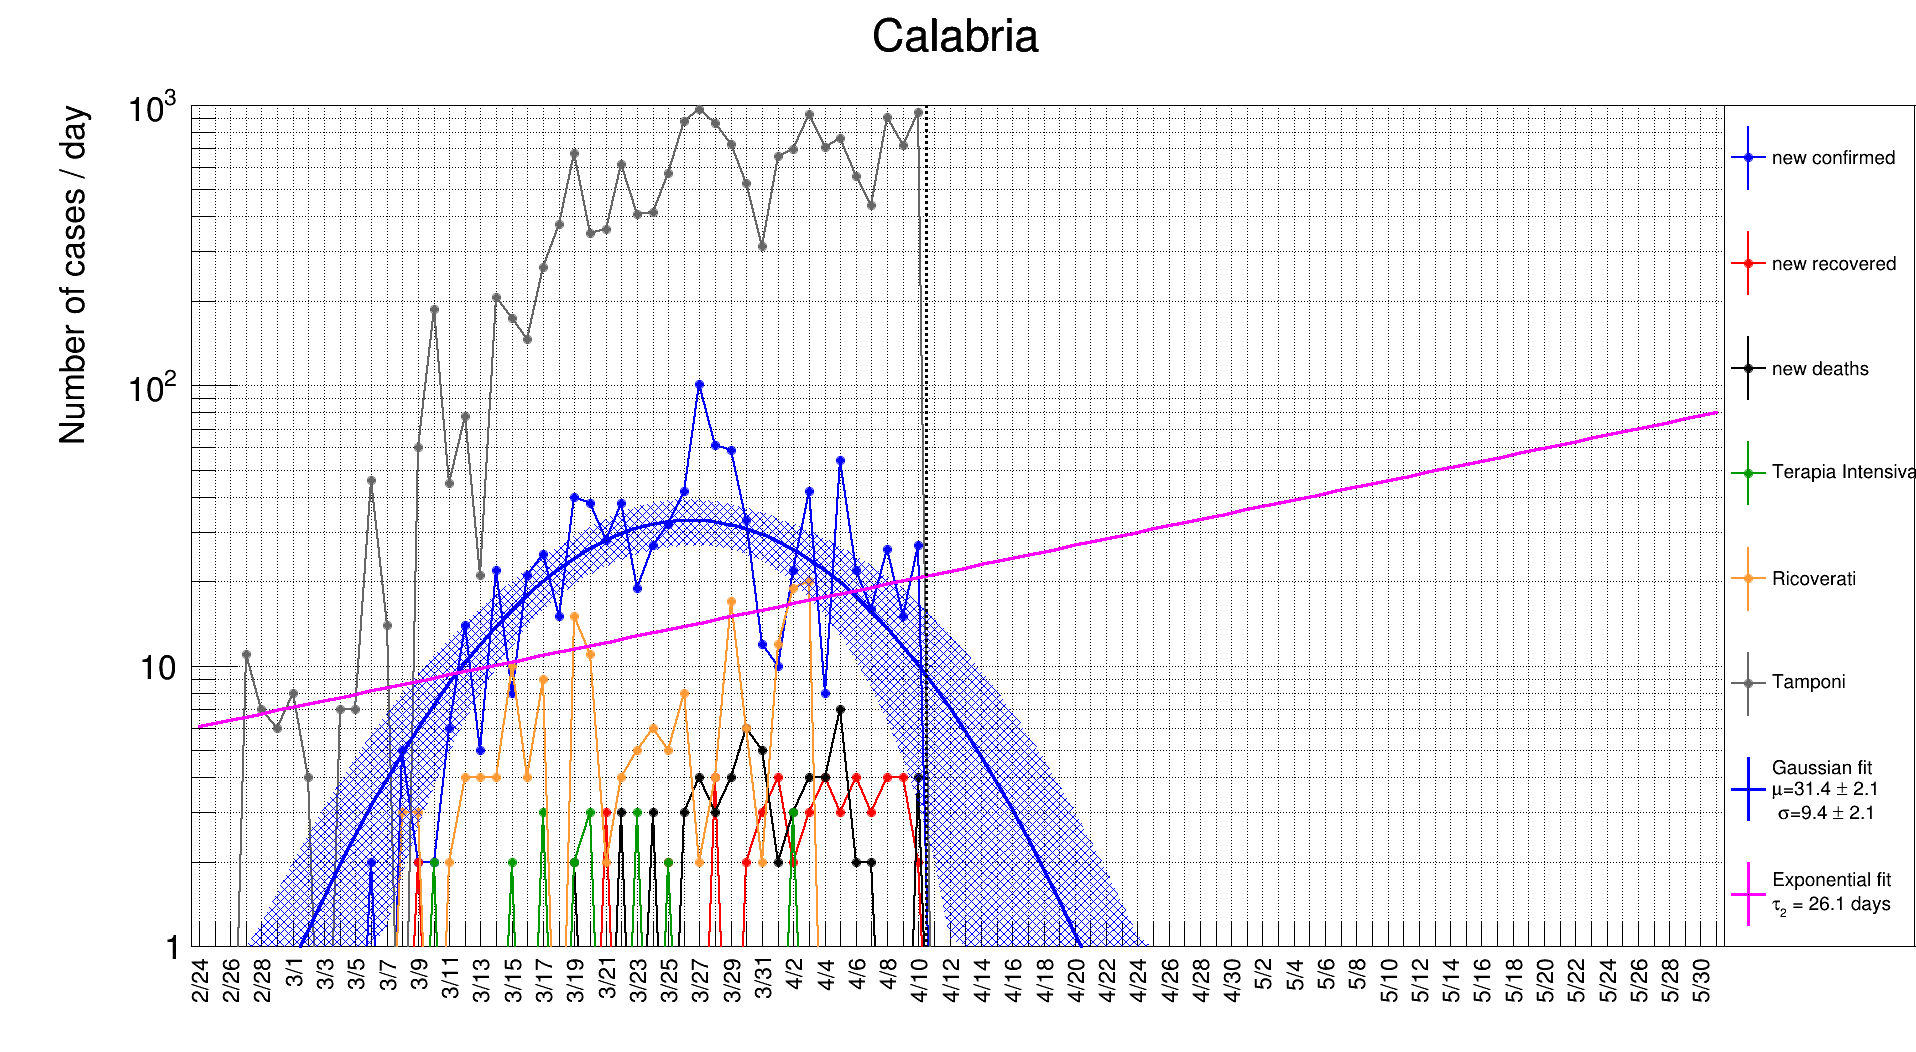 Calabria
Number of cases / day
10³
10²
10
1
2/24 2/26 2/28 3/1 3/3 3/5 3/7 3/9 3/11 3/13 3/15 3/17 3/19 3/21 3/23 3/25 3/27 3/29 3/31 4/2 4/4 4/6 4/8 4/10 4/12 4/14 4/16 4/18 4/20 4/22 4/24 4/26 4/28 4/30 5/2 5/4 5/6 5/8 5/10 5/12 5/14 5/16 5/18 5/20 5/22 5/24 5/26 5/28 5/30
new confirmed
new recovered
new deaths
Terapia Intensiva
Ricoverati
Tamponi
Gaussian fit
μ=31.4 ± 2.1
σ=9.4 ± 2.1
Exponential fit
τ₂ = 26.1 days